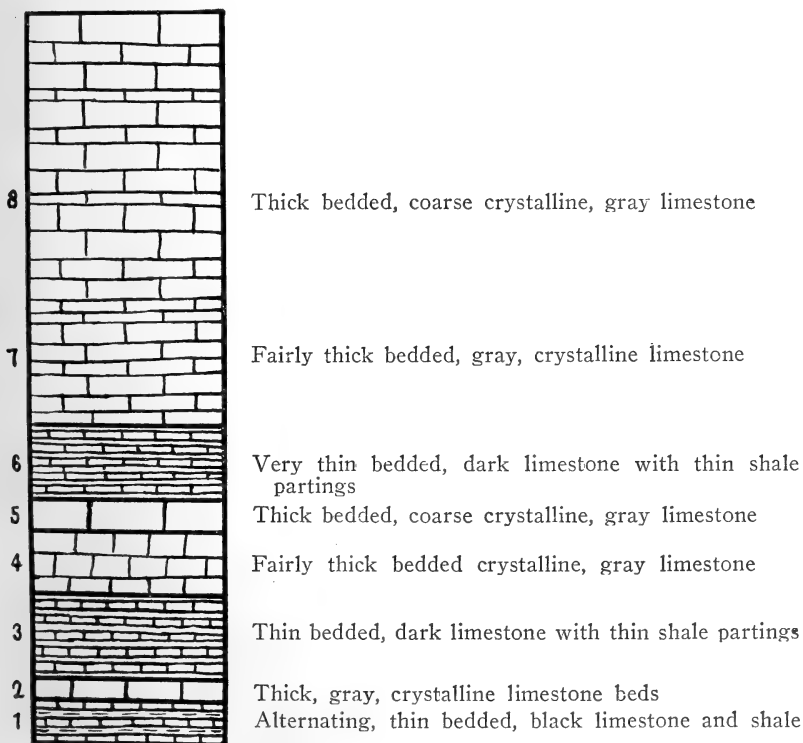 8 Thick bedded, coarse crystalline, gray limestone
7 Fairly thick bedded, gray, crystalline limestone
6 Very thin bedded, dark limestone with thin shale
partings
5 Thick bedded, coarse crystalline, gray limestone
4 Fairly thick bedded crystalline, gray limestone
3 Thin bedded, dark limestone with thin shale partings
2 Thick, gray, crystalline limestone beds
1 Alternating, thin bedded, black limestone and shale